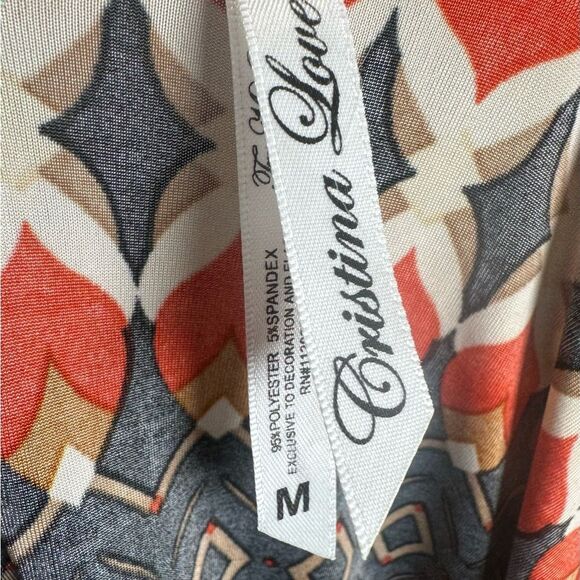 Cristina Love
95%POLYESTER 5%SPANDEX
EXCLUSIVE TO DECORATION AND
M